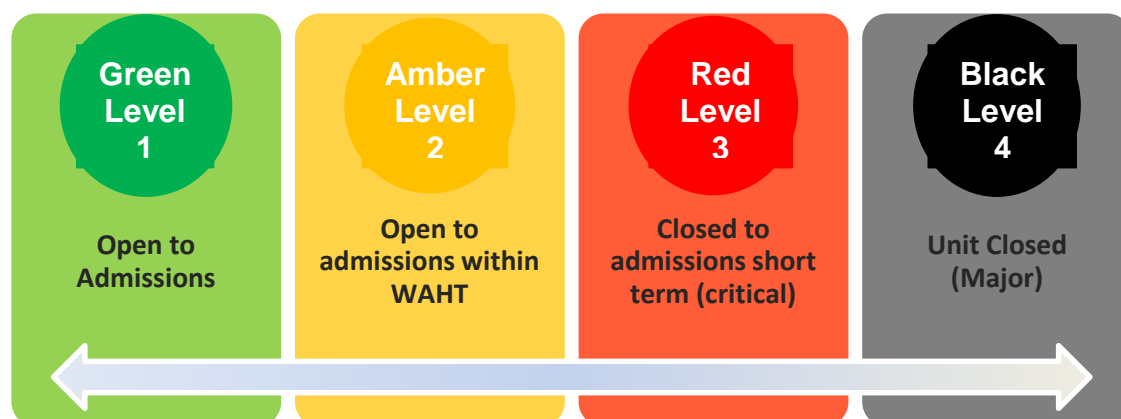 Green
Level
1
Open to
Admissions
Amber
Level
2
Open to
admissions within
WAHT
Red
Level
3
Closed to
admissions short
term (critical)
Black
Level
4
Unit Closed
(Major)